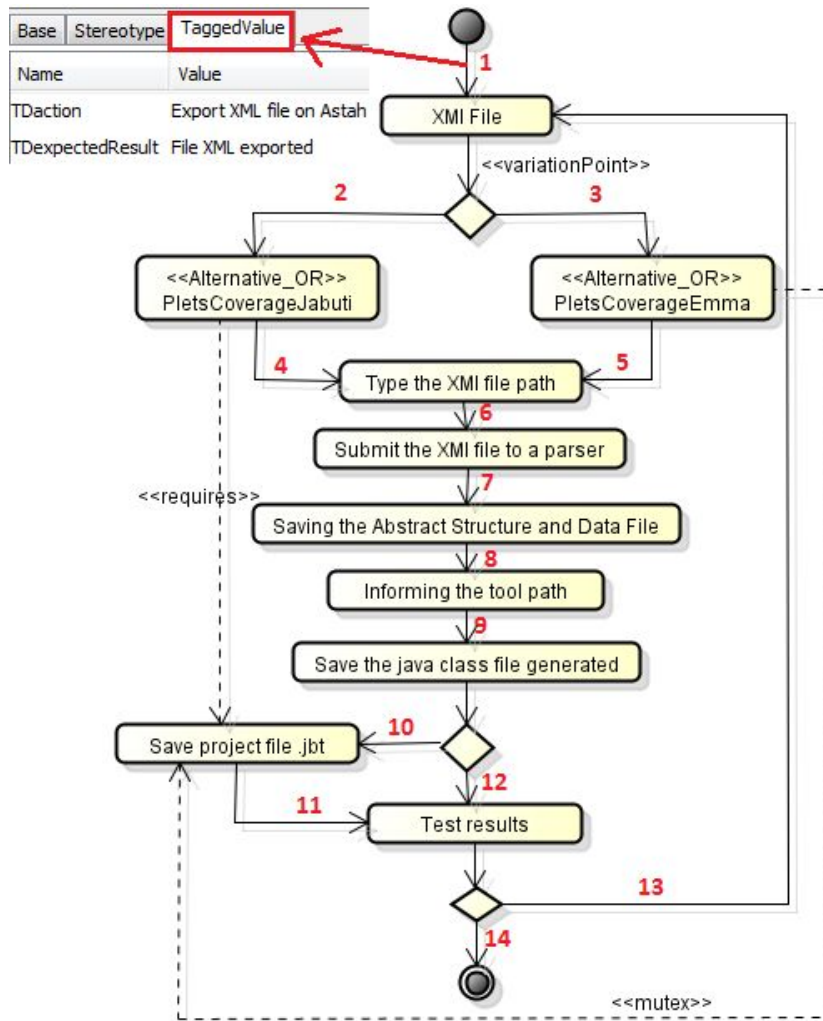 Base Stereotype TaggedValue
Name Value
TDaction Export XML file on Astah
TDexpectedResult File XML exported
1
XMI File
<<variationPoint>>
2 3
<<Alternative_OR>>
PletsCoverageJabuti
<<Alternative_OR>>
PletsCoverageEmma
4 5
Type the XMI file path
6
Submit the XMI file to a parser
7
<<requires>>
Saving the Abstract Structure and Data File
8
Informing the tool path
9
Save the java class file generated
10
Save project file .jbt
12
11
Test results
13
14
<<mutex>>